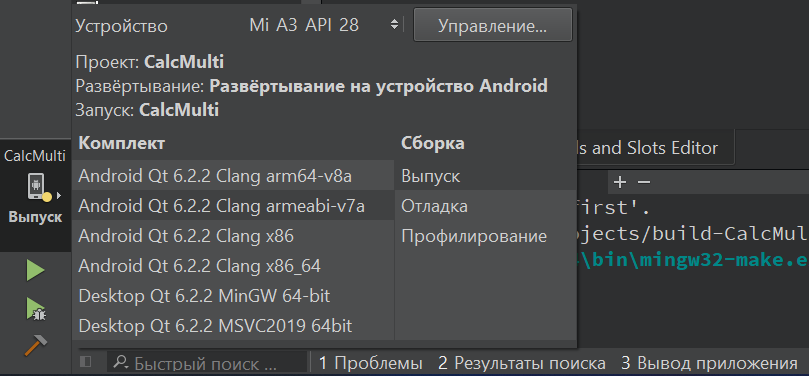 Устройство Mi A3 API 28 Управление...
Проект: CalcMulti
Развёртывание: Развёртывание на устройство Android
Запуск: CalcMulti
Комплект Сборка
Android Qt 6.2.2 Clang arm64-v8a Выпуск
Android Qt 6.2.2 Clang armeabi-v7a Отладка
Android Qt 6.2.2 Clang x86 Профилирование
Android Qt 6.2.2 Clang x86_64
Desktop Qt 6.2.2 MinGW 64-bit
Desktop Qt 6.2.2 MSVC2019 64bit
CalcMulti
Выпуск
and Slots Editor
first'.
ojects/build-CalcMul
\bin\mingw32-make.e
Быстрый поиск ... 1 Проблемы 2 Результаты поиска 3 Вывод приложения